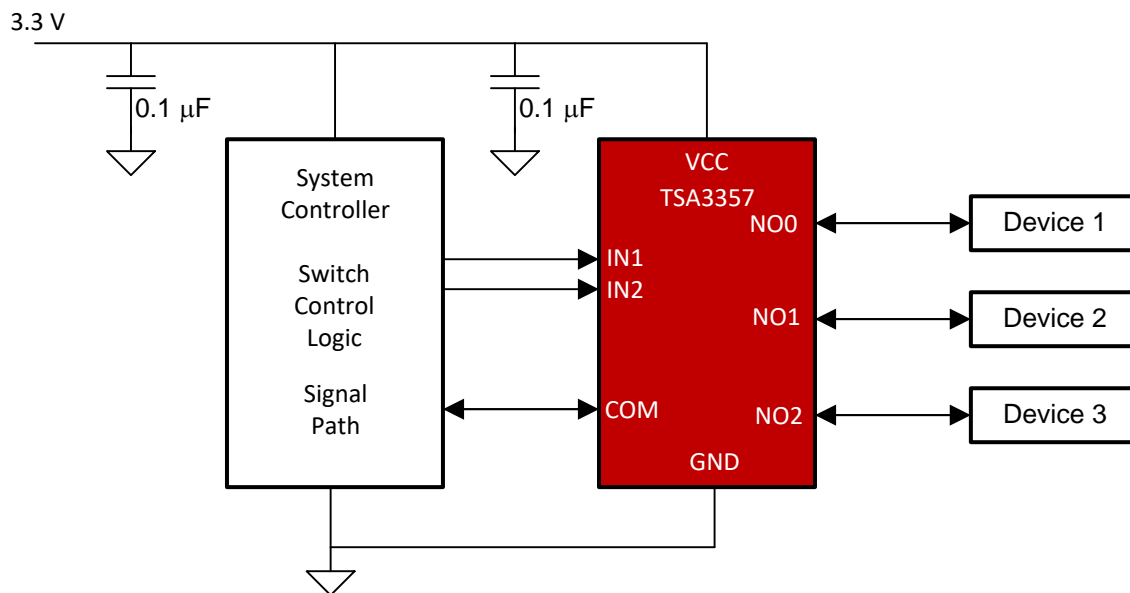 3.3 V
0.1 μF
0.1 μF
System
Controller
Switch
Control
Logic
Signal
Path
VCC
TSA3357
NO0
IN1
IN2
NO1
COM
NO2
GND
Device 1
Device 2
Device 3